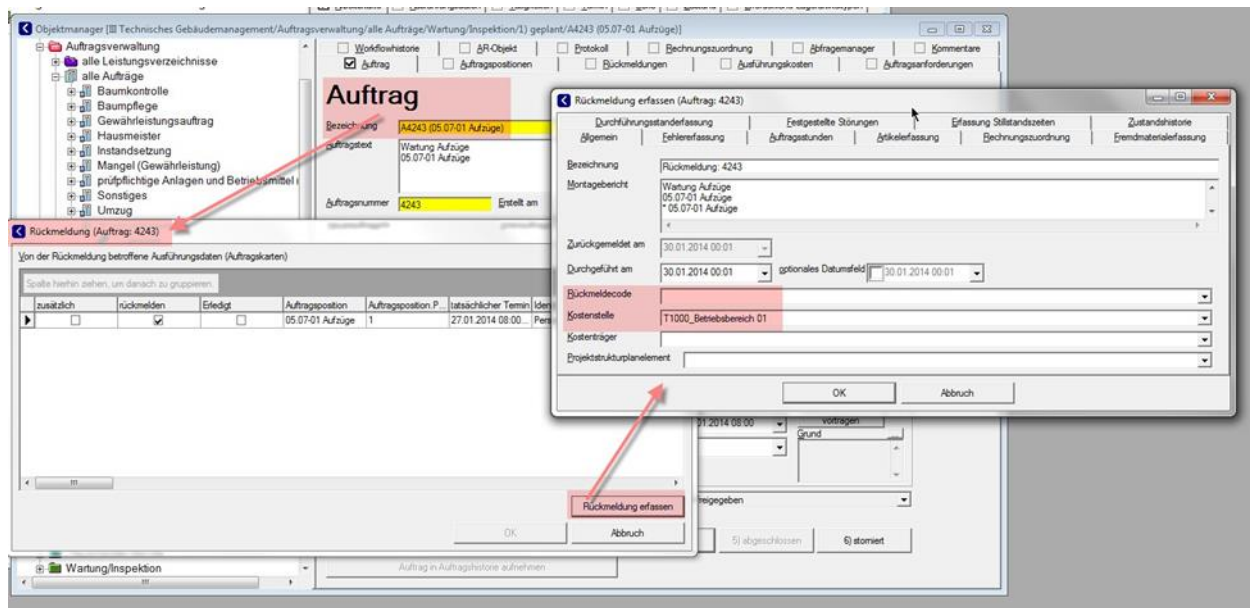 Objektmanager [III Technisches Gebäudemanagement/Auftragsverwaltung/alle Aufträge/Wartung/Inspektion/1) geplant/A4243 (05.07-01 Aufzüge)]
Auftragsverwaltung
alle Leistungsverzeichnisse
alle Aufträge
Baumkontrolle
Baumpflege
Gewährleistungsauftrag
Hausmeister
Instandsetzung
Mangel (Gewährleistung)
prüfpflichtige Anlagen und Betriebsmittel
Sonstiges
Umzug
Workflowhistorie
AR-Objekt
Protokoll
Rechnungszuordnung
Abfragemanager
Kommentare
Auftrag
Auftragspositionen
Rückmeldungen
Ausführungskosten
Auftragsanforderungen
Auftrag
Bezeichnung
A4243 (05.07-01 Aufzüge)
Auftragstext
Wartung Aufzüge
05.07-01 Aufzüge
Auftragsnummer
4243
Erstellt am
Rückmeldung (Auftrag: 4243)
Von der Rückmeldung betroffene Ausführungsdaten (Auftragskarten)
Spalte hierhin ziehen, um danach zu gruppieren.
zusätzlich rückmelden Erledigt Auftragsposition Auftragsposition.P... tatsächlicher Termin
05.07-01 Aufzüge 1 27.01.2014 08:00...
Rückmeldung erfassen
OK
Abbruch
Rückmeldung erfassen (Auftrag: 4243)
Durchführungsstanderfassung
Festgestellte Störungen
Erfassung Stillstandszeiten
Zustandshistorie
Allgemein
Fehlererfassung
Auftragsstunden
Artikelerfassung
Rechnungszuordnung
Fremdmaterialerfassung
Bezeichnung
Rückmeldung: 4243
Montagebericht
Wartung Aufzüge
05.07-01 Aufzüge
* 05.07-01 Aufzüge
Zurückgemeldet am
30.01.2014 00:01
Durchgeführt am
30.01.2014 00:01
optionales Datumsfeld
30.01.2014 00:01
Rückmeldecode
Kostenstelle
T1000_Betriebsbereich 01
Kostenträger
Projektstrukturplanelement
OK
Abbruch
.01.2014 08:00
vortragen
Grund
...
freigegeben
5) abgeschlossen
6) storniert
Wartung/Inspektion
Auftrag in Auftragshistorie aufnehmen